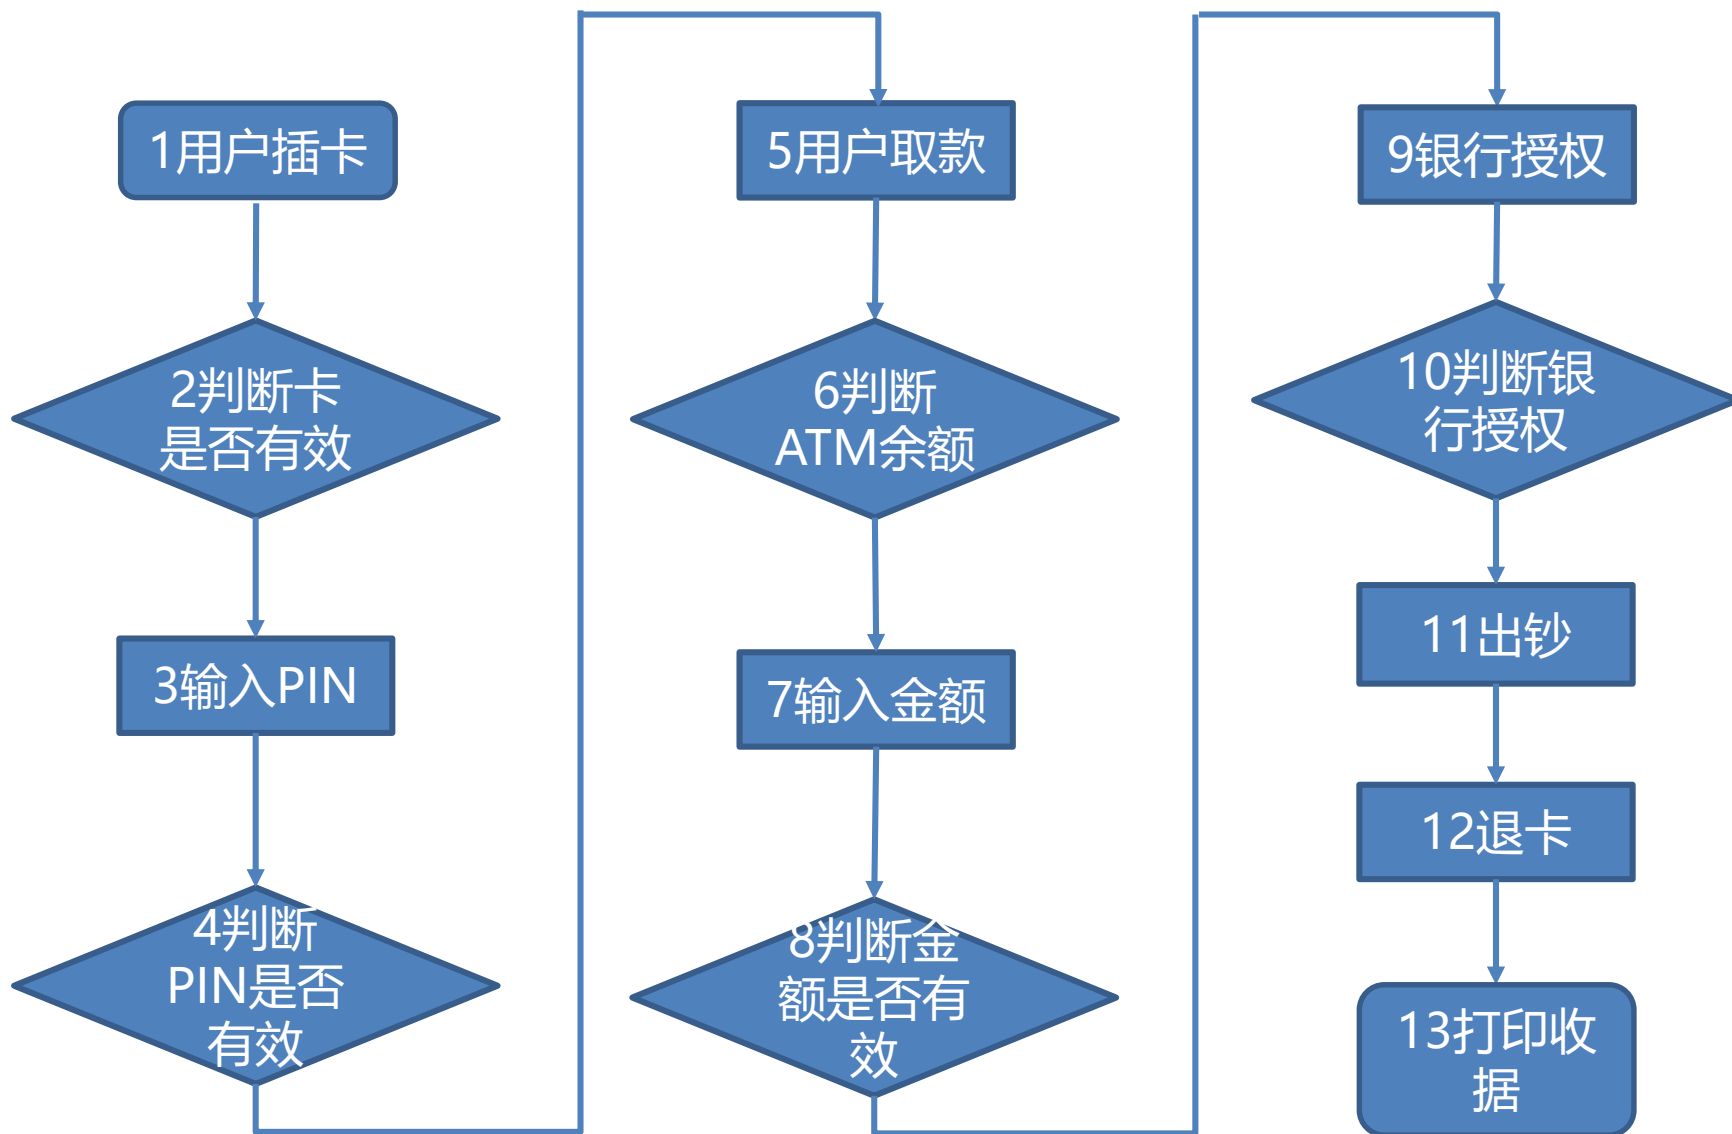 1用户插卡
2判断卡
是否有效
3输入PIN
4判断
PIN是否
有效
5用户取款
6判断
ATM余额
7输入金额
8判断金
额是否有
效
9银行授权
10判断银
行授权
11出钞
12退卡
13打印收
据